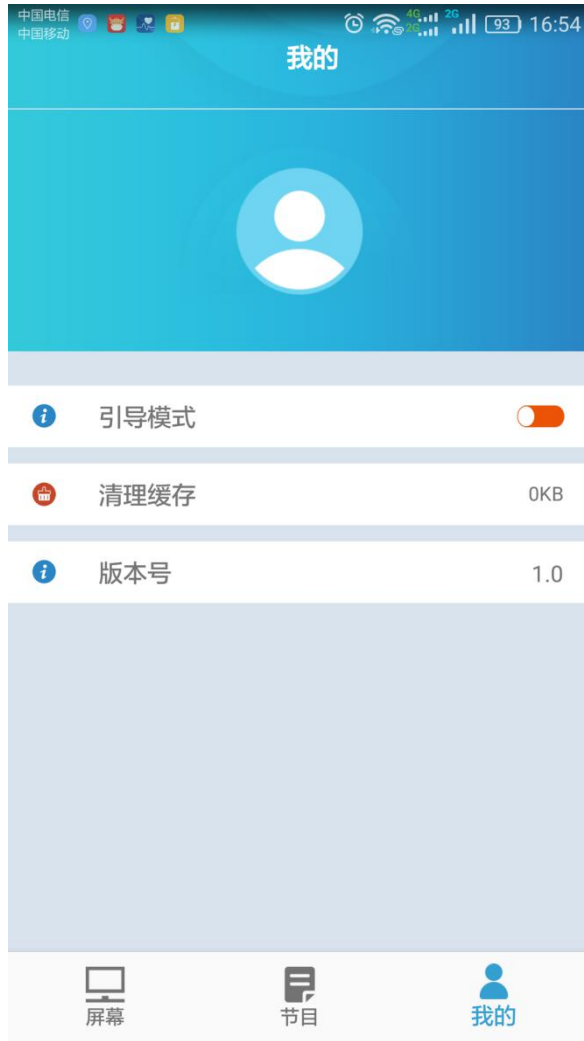 中国电信
中国移动
4G 2G
2G
93 16:54
我的
引导模式
清理缓存 0KB
版本号 1.0
屏幕 节目 我的